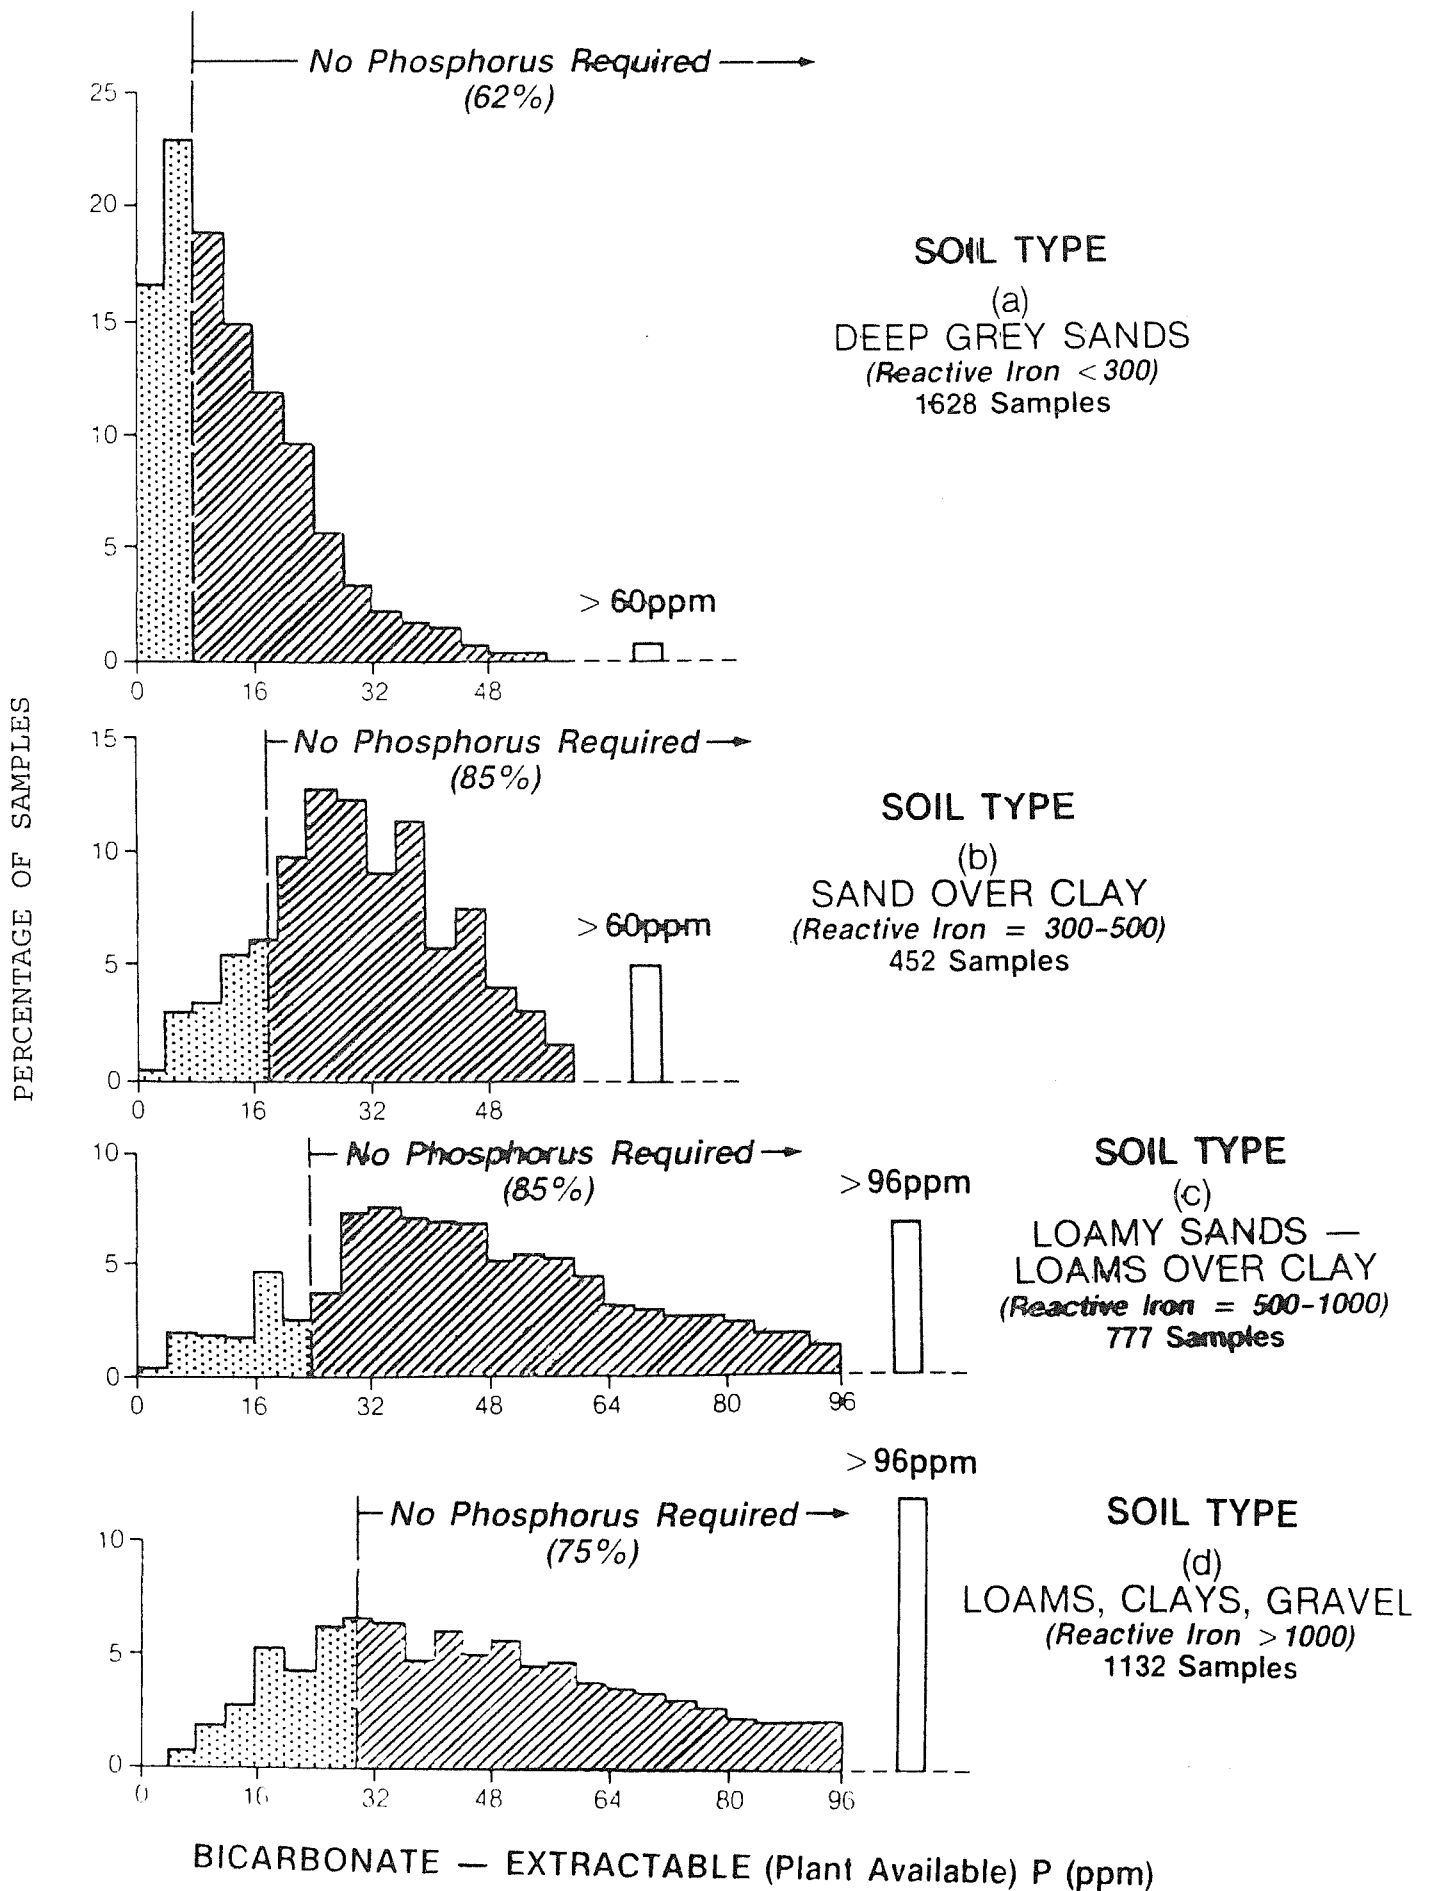 No Phosphorus Required
(62%)
25
20
15
10
5
0
> 60ppm
0 16 32 48
SOIL TYPE
(a)
DEEP GREY SANDS
(Reactive Iron < 300)
1628 Samples
PERCENTAGE OF SAMPLES
No Phosphorus Required
(85%)
15
10
5
0
> 60ppm
0 16 32 48
SOIL TYPE
(b)
SAND OVER CLAY
(Reactive Iron = 300-500)
452 Samples
No Phosphorus Required
(85%)
10
5
0
> 96ppm
0 16 32 48 64 80 96
SOIL TYPE
(c)
LOAMY SANDS —
LOAMS OVER CLAY
(Reactive Iron = 500-1000)
777 Samples
> 96ppm
No Phosphorus Required
(75%)
10
5
0
0 16 32 48 64 80 96
SOIL TYPE
(d)
LOAMS, CLAYS, GRAVEL
(Reactive Iron > 1000)
1132 Samples
BICARBONATE — EXTRACTABLE (Plant Available) P (ppm)